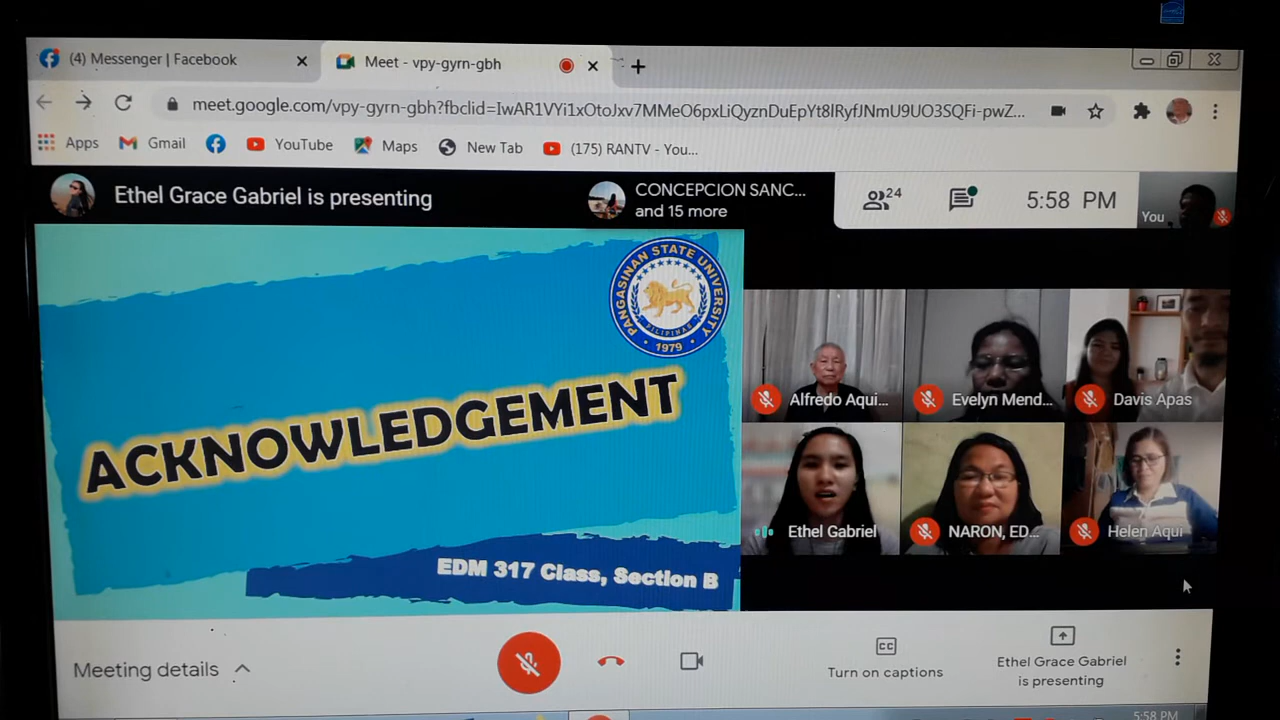 (4) Messenger | Facebook
Meet - vpy-gyrn-gbh
meet.google.com/vpy-gyrn-gbh?fbclid=IwAR1VYi1xOtoJxv7MMeO6pxLiQyznDuEpYt8lRyfJNmU9UO3SQFi-pwZ...
Apps
Gmail
YouTube
Maps
New Tab
(175) RANTV - You...
Ethel Grace Gabriel is presenting
CONCEPCION SANC...
and 15 more
24
5:58 PM
You
PANGASINAN STATE UNIVERSITY
PILIPINAS
1979
ACKNOWLEDGEMENT
EDM 317 Class, Section B
Alfredo Aqui...
Evelyn Mend...
Davis Apas
Ethel Gabriel
NARON, ED...
Helen Aqui
Meeting details
CC
Turn on captions
Ethel Grace Gabriel
is presenting
5:58 PM